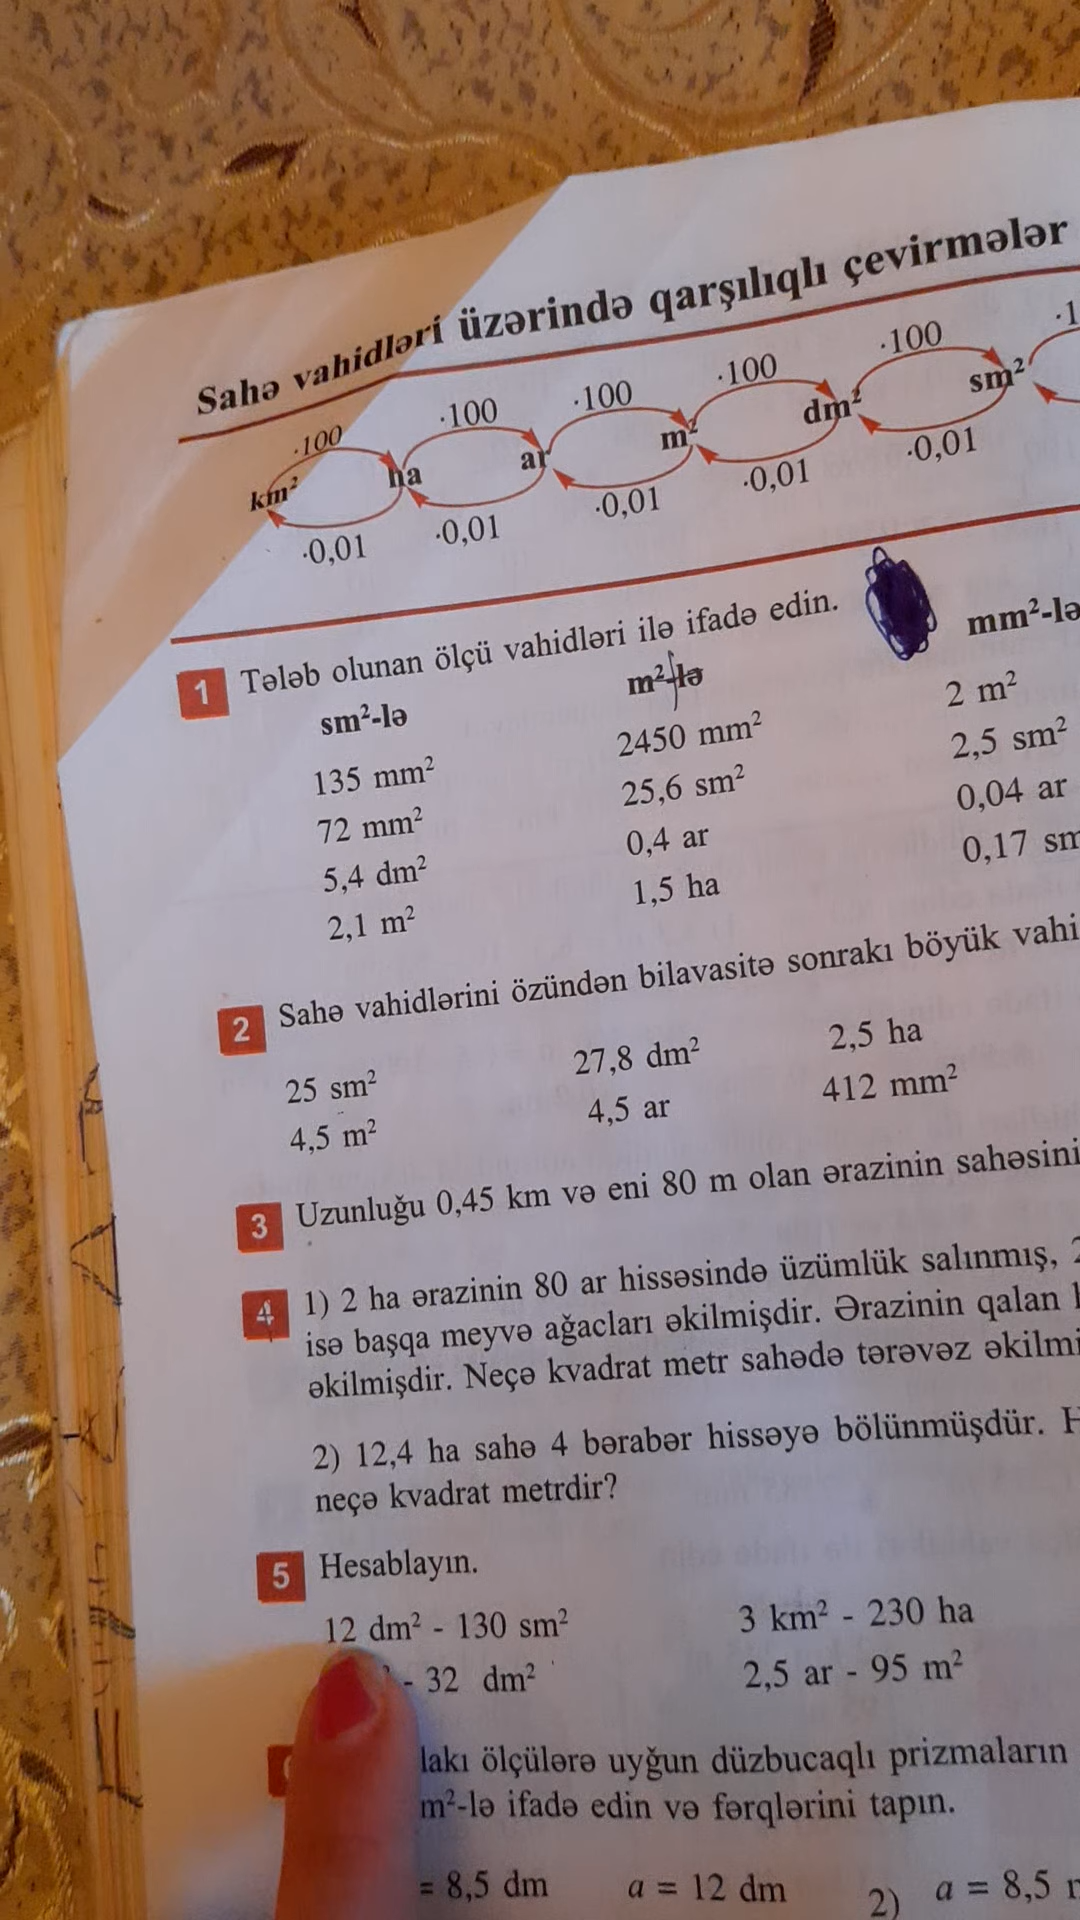 Sahə vahidləri üzərində qarşılıqlı çevirmələr
·100 ·100 ·100 ·100 ·100 ·1
km² ha ar m² dm² sm²
·0,01 ·0,01 ·0,01 ·0,01 ·0,01
1 Tələb olunan ölçü vahidləri ilə ifadə edin.
sm²-lə m²-lə mm²-lə
135 mm² 2450 mm² 2 m²
72 mm² 25,6 sm² 2,5 sm²
5,4 dm² 0,4 ar 0,04 ar
2,1 m² 1,5 ha 0,17
2 Sahə vahidlərini özündən bilavasitə sonrakı böyük
25 sm² 27,8 dm² 2,5 ha
4,5 m² 4,5 ar 412 mm²
3 Uzunluğu 0,45 km və eni 80 m olan ərazinin sahəsini
4 1) 2 ha ərazinin 80 ar hissəsində üzümlük salınmış,
isə başqa meyvə ağacları əkilmişdir. Ərazinin qalan
əkilmişdir. Neçə kvadrat metr sahədə tərəvəz
2) 12,4 ha sahə 4 bərabər hissəyə bölünmüşdür.
neçə kvadrat metrdir?
5 Hesablayın.
12 dm² - 130 sm² 3 km² - 230 ha
- 32 dm² 2,5 ar - 95 m²
ölçülərə uyğun düzbucaqlı prizmaların
m²-lə ifadə edin və fərqlərini tapın.
= 8,5 dm a = 12 dm 2) a = 8,5